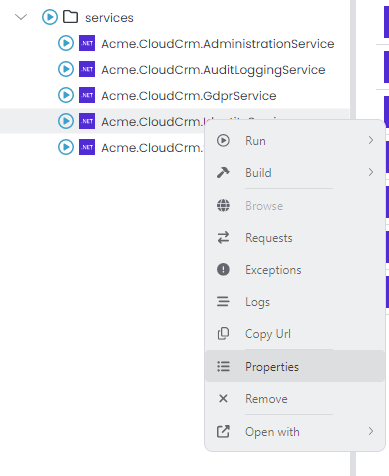 services
.NET Acme.CloudCrm.AdministrationService
.NET Acme.CloudCrm.AuditLoggingService
.NET Acme.CloudCrm.GdprService
.NET Acme.CloudCrm.
.NET Acme.CloudCrm.
Run
Build
Browse
Requests
Exceptions
Logs
Copy Url
Properties
Remove
Open with